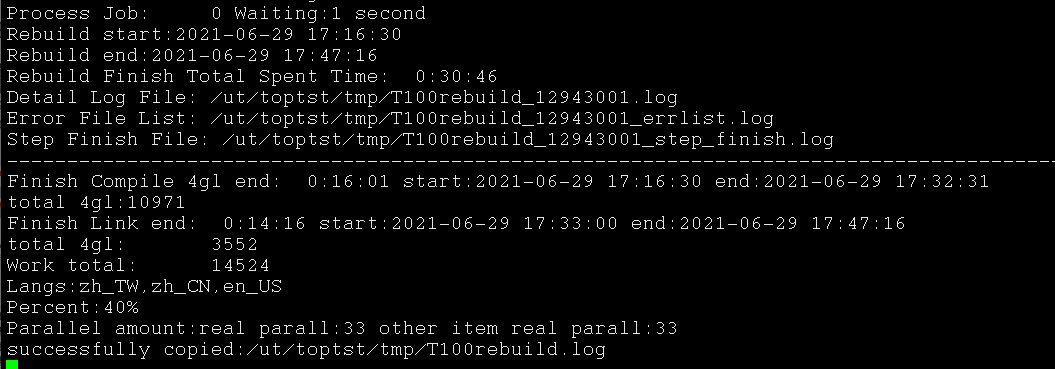 Process Job:     0 Waiting:1 second
Rebuild start:2021-06-29 17:16:30
Rebuild end:2021-06-29 17:47:16
Rebuild Finish Total Spent Time:  0:30:46
Detail Log File: /ut/toptst/tmp/T100rebuild_12943001.log
Error File List: /ut/toptst/tmp/T100rebuild_12943001_errlist.log
Step Finish File: /ut/toptst/tmp/T100rebuild_12943001_step_finish.log
--------------------------------------------------------------------------------
Finish Compile 4gl end:  0:16:01 start:2021-06-29 17:16:30 end:2021-06-29 17:32:31
total 4gl:10971
Finish Link end:  0:14:16 start:2021-06-29 17:33:00 end:2021-06-29 17:47:16
total 4gl:       3552
Work total:      14524
Langs:zh_TW,zh_CN,en_US
Percent:40%
Parallel amount:real parall:33 other item real parall:33
successfully copied:/ut/toptst/tmp/T100rebuild.log